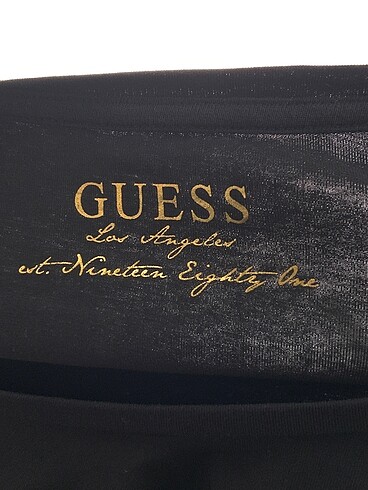 GUESS
Los Angeles
est. Nineteen Eighty One